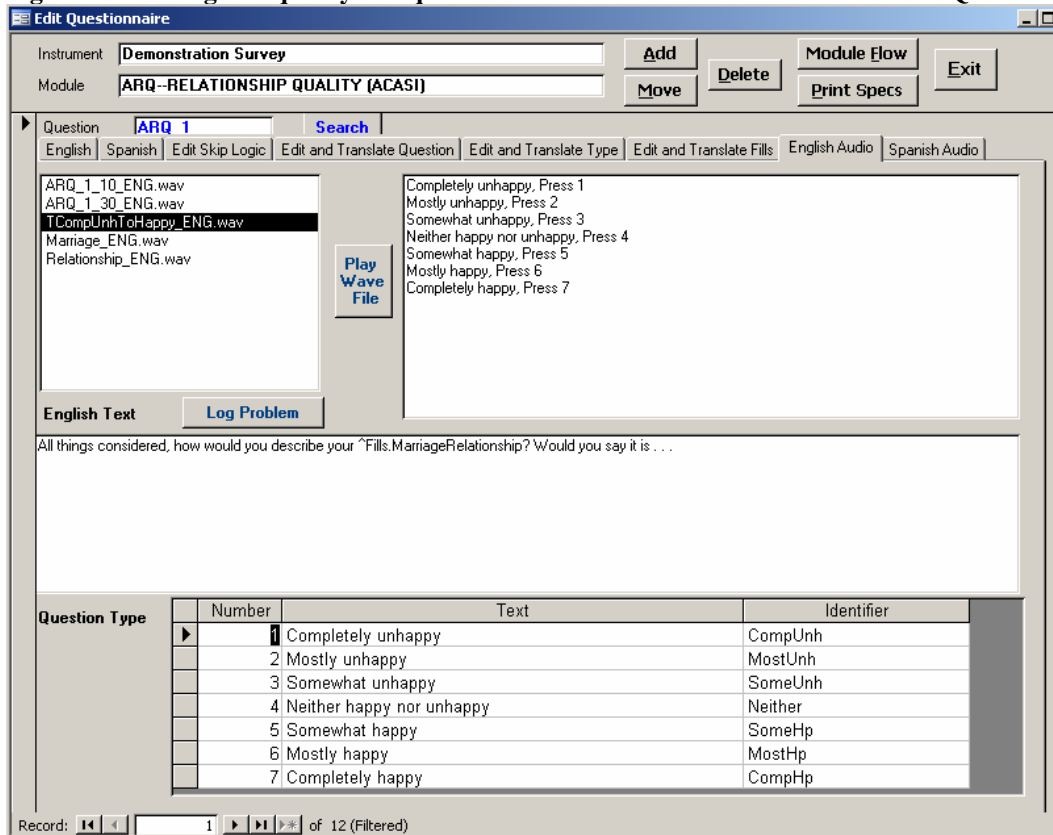 Edit Questionnaire
Instrument Demonstration Survey
Module ARQ--RELATIONSHIP QUALITY (ACASI)
Add
Move
Delete
Module Flow
Print Specs
Exit
Question ARQ_1 Search
English Spanish Edit Skip Logic Edit and Translate Question Edit and Translate Type Edit and Translate Fills English Audio Spanish Audio
ARQ_1_10_ENG.wav
ARQ_1_30_ENG.wav
TCompUnhToHappy_ENG.wav
Marriage_ENG.wav
Relationship_ENG.wav
Play
Wave
File
Completely unhappy, Press 1
Mostly unhappy, Press 2
Somewhat unhappy, Press 3
Neither happy nor unhappy, Press 4
Somewhat happy, Press 5
Mostly happy, Press 6
Completely happy, Press 7
English Text Log Problem
All things considered, how would you describe your ^Fills.MarriageRelationship? Would you say it is . . .
Question Type
Number Text Identifier
1 Completely unhappy CompUnh
2 Mostly unhappy MostUnh
3 Somewhat unhappy SomeUnh
4 Neither happy nor unhappy Neither
5 Somewhat happy SomeHp
6 Mostly happy MostHp
7 Completely happy CompHp
Record: 1 of 12 (Filtered)